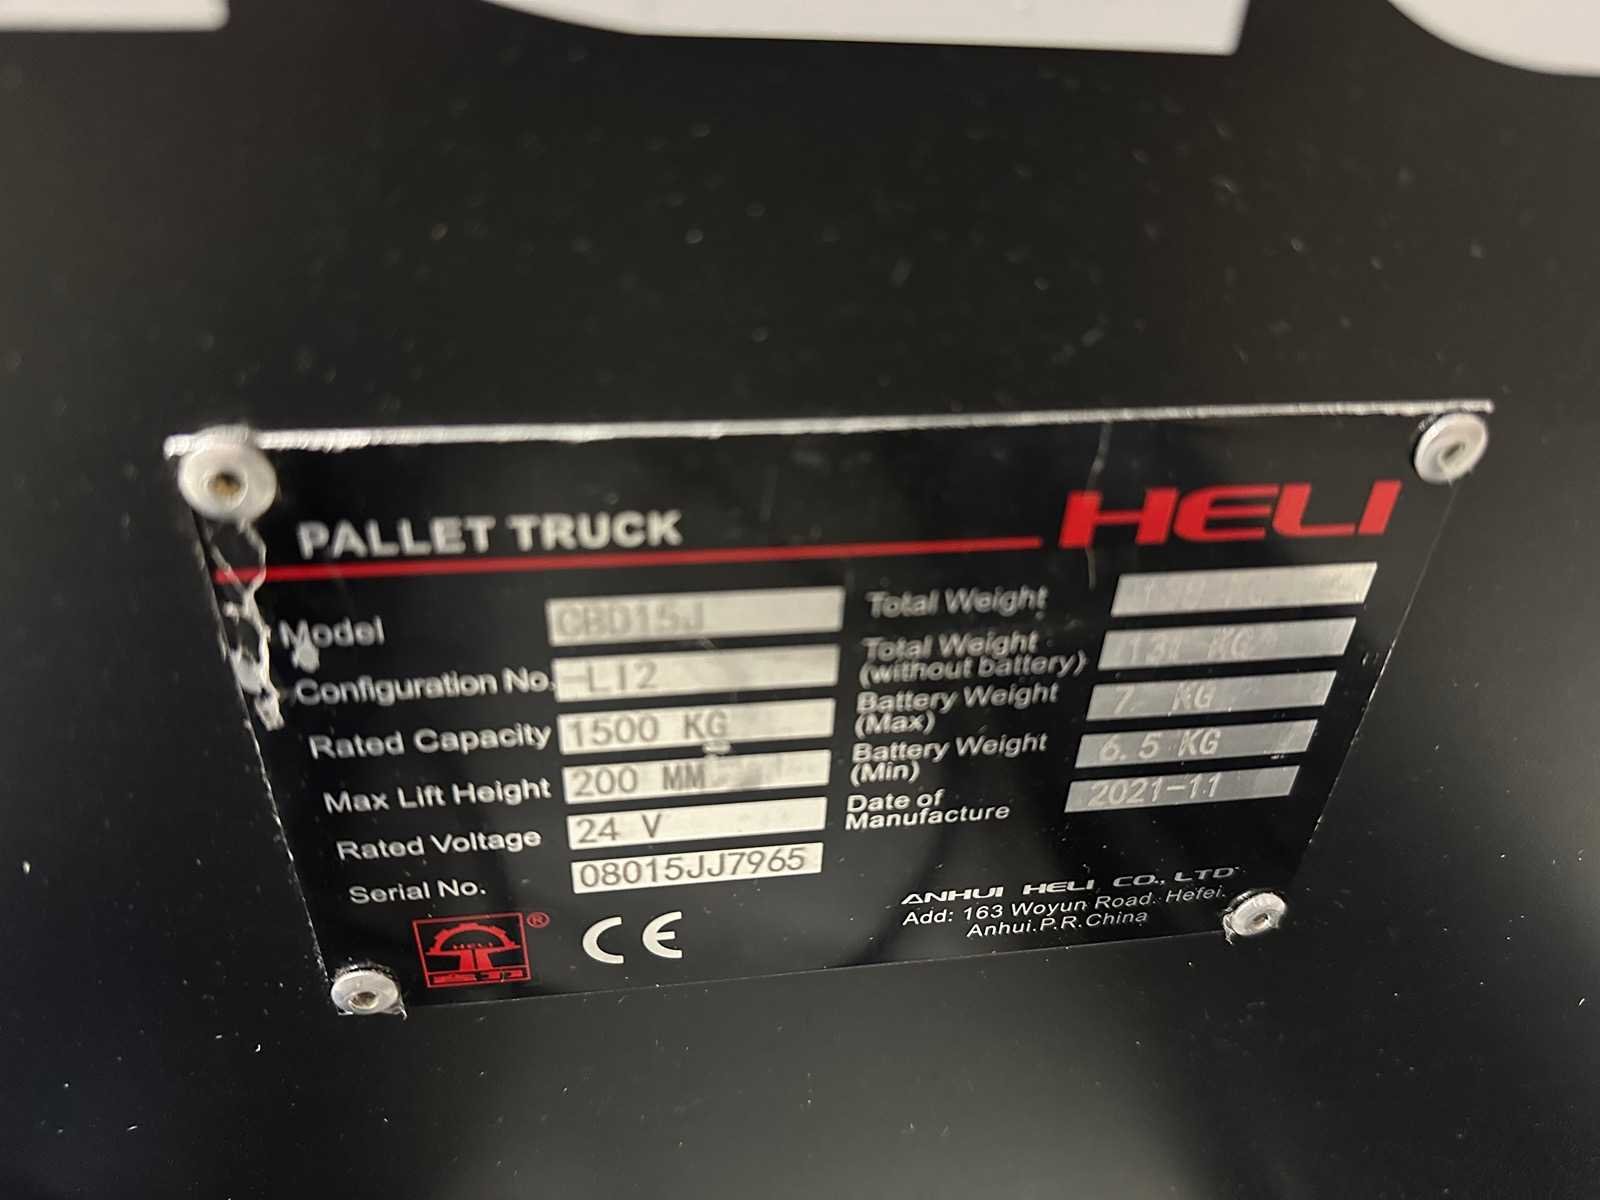 PALLET TRUCK
HELI
Model CBD15J
Configuration No. -LI2
Rated Capacity 1500 KG
Max Lift Height 200 MM
Rated Voltage 24 V
Serial No. 08015JJ7965
Total Weight KG
Total Weight
(without battery) KG
Battery Weight
(Max) 7 KG
Battery Weight
(Min) 6.5 KG
Date of
Manufacture 2021-11
HELI
®
CE
ANHUI HELI CO., LTD
Add: 163 Woyun Road. Hefei.
Anhui.P.R.China